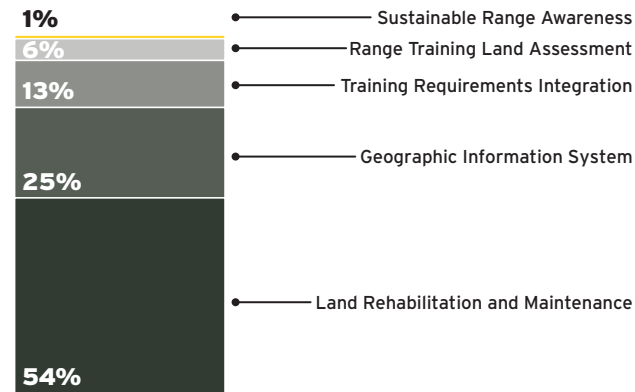 1% Sustainable Range Awareness
6% Range Training Land Assessment
13% Training Requirements Integration
25% Geographic Information System
54% Land Rehabilitation and Maintenance